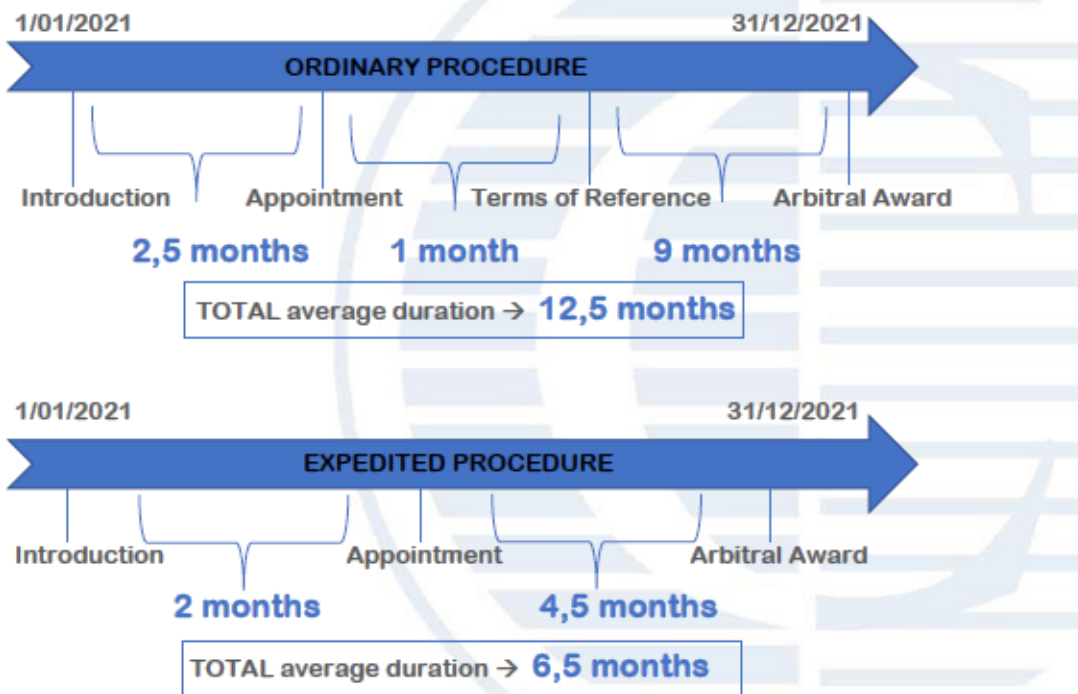 1/01/2021 31/12/2021
ORDINARY PROCEDURE
Introduction Appointment Terms of Reference Arbitral Award
2,5 months 1 month 9 months
TOTAL average duration → 12,5 months
1/01/2021 31/12/2021
EXPEDITED PROCEDURE
Introduction Appointment Arbitral Award
2 months 4,5 months
TOTAL average duration → 6,5 months